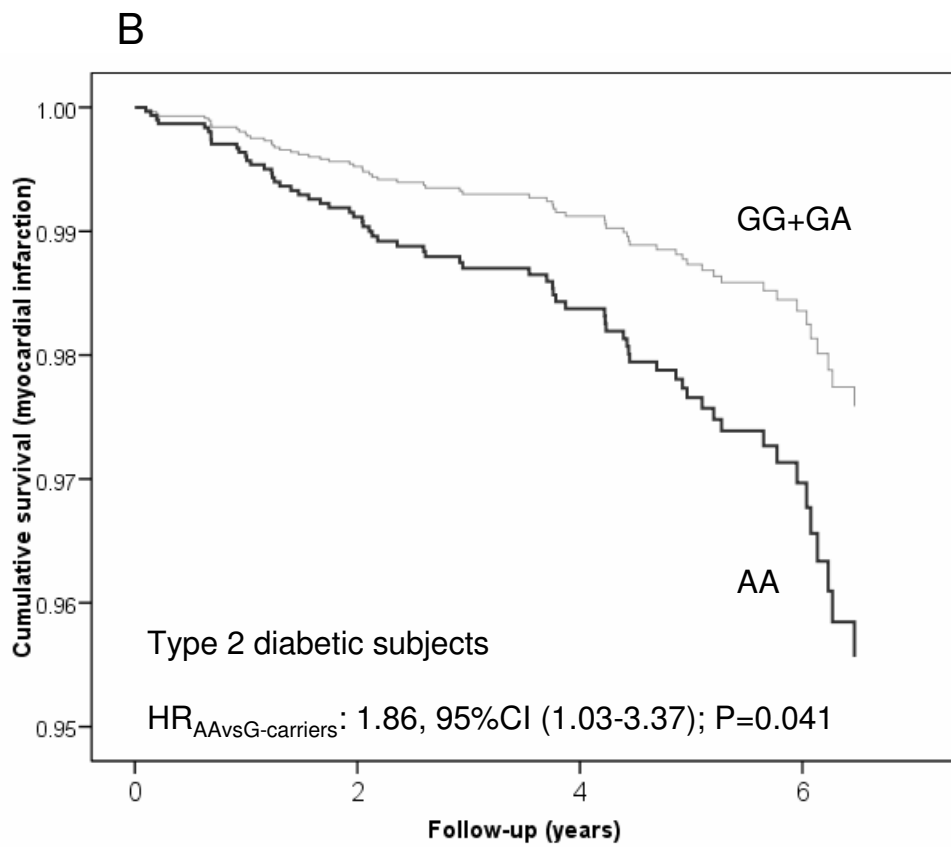 B
1.00
0.99
0.98
0.97
0.96
0.95
Cumulative survival (myocardial infarction)
GG+GA
AA
Type 2 diabetic subjects
HRAAvsG-carriers: 1.86, 95%CI (1.03-3.37); P=0.041
0 2 4 6
Follow-up (years)